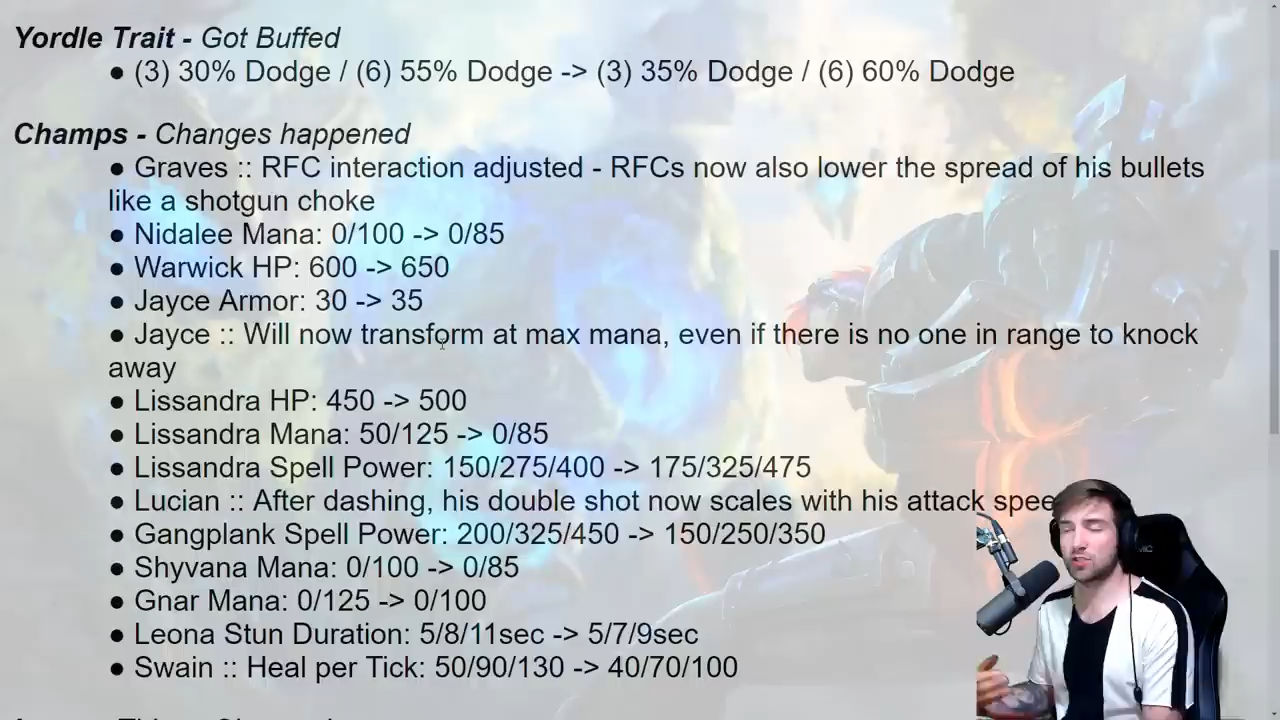 Yordle Trait - Got Buffed
● (3) 30% Dodge / (6) 55% Dodge -> (3) 35% Dodge / (6) 60% Dodge
Champs - Changes happened
● Graves :: RFC interaction adjusted - RFCs now also lower the spread of his bullets
like a shotgun choke
● Nidalee Mana: 0/100 -> 0/85
● Warwick HP: 600 -> 650
● Jayce Armor: 30 -> 35
● Jayce :: Will now transform at max mana, even if there is no one in range to knock
away
● Lissandra HP: 450 -> 500
● Lissandra Mana: 50/125 -> 0/85
● Lissandra Spell Power: 150/275/400 -> 175/325/475
● Lucian :: After dashing, his double shot now scales with his attack spee
● Gangplank Spell Power: 200/325/450 -> 150/250/350
● Shyvana Mana: 0/100 -> 0/85
● Gnar Mana: 0/125 -> 0/100
● Leona Stun Duration: 5/8/11sec -> 5/7/9sec
● Swain :: Heal per Tick: 50/90/130 -> 40/70/100